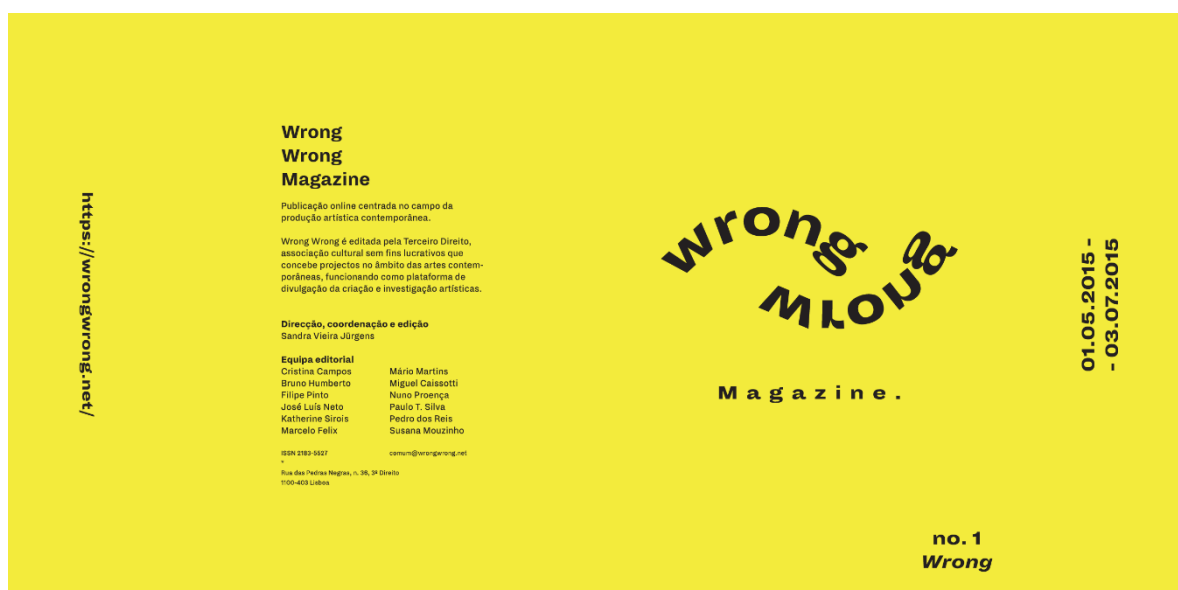 https://wrongwrong.net/
Wrong
Wrong
Magazine
Publicação online centrada no campo da
produção artística contemporânea.
Wrong Wrong é editada pela Terceiro Direito,
associação cultural sem fins lucrativos que
concebe projectos no âmbito das artes contem-
porâneas, funcionando como plataforma de
divulgação da criação e investigação artísticas.
Direcção, coordenação e edição
Sandra Vieira Jürgens
Equipa editorial
Cristina Campos
Bruno Humberto
Filipe Pinto
José Luís Neto
Katherine Sirois
Marcelo Felix
Mário Martins
Miguel Caissotti
Nuno Proença
Paulo T. Silva
Pedro dos Reis
Susana Mouzinho
ISSN 2183-5527
comum@wrongwrong.net
Rua das Pedras Negras, n. 36, 3º Direito
1100-403 Lisboa
wrong
wrong
Magazine.
01.05.2015 -
- 03.07.2015
no. 1
Wrong